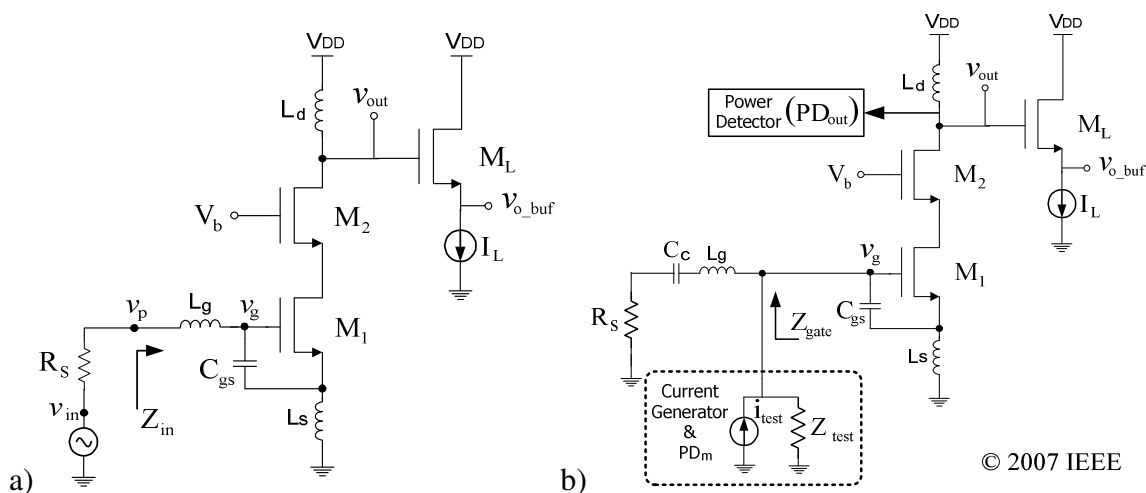 VDD
VDD
Ld
vout
ML
Vb
M2
vo_buf
IL
vp
Lg
vg
M1
RS
Cgs
vin
Zin
Ls
a)
VDD
VDD
Ld
vout
Power
Detector (PDout)
ML
Vb
M2
vo_buf
IL
Cc
Lg
vg
M1
RS
Zgate
Cgs
Ls
Current
Generator
&
PDm
itest
Z test
b)
© 2007 IEEE